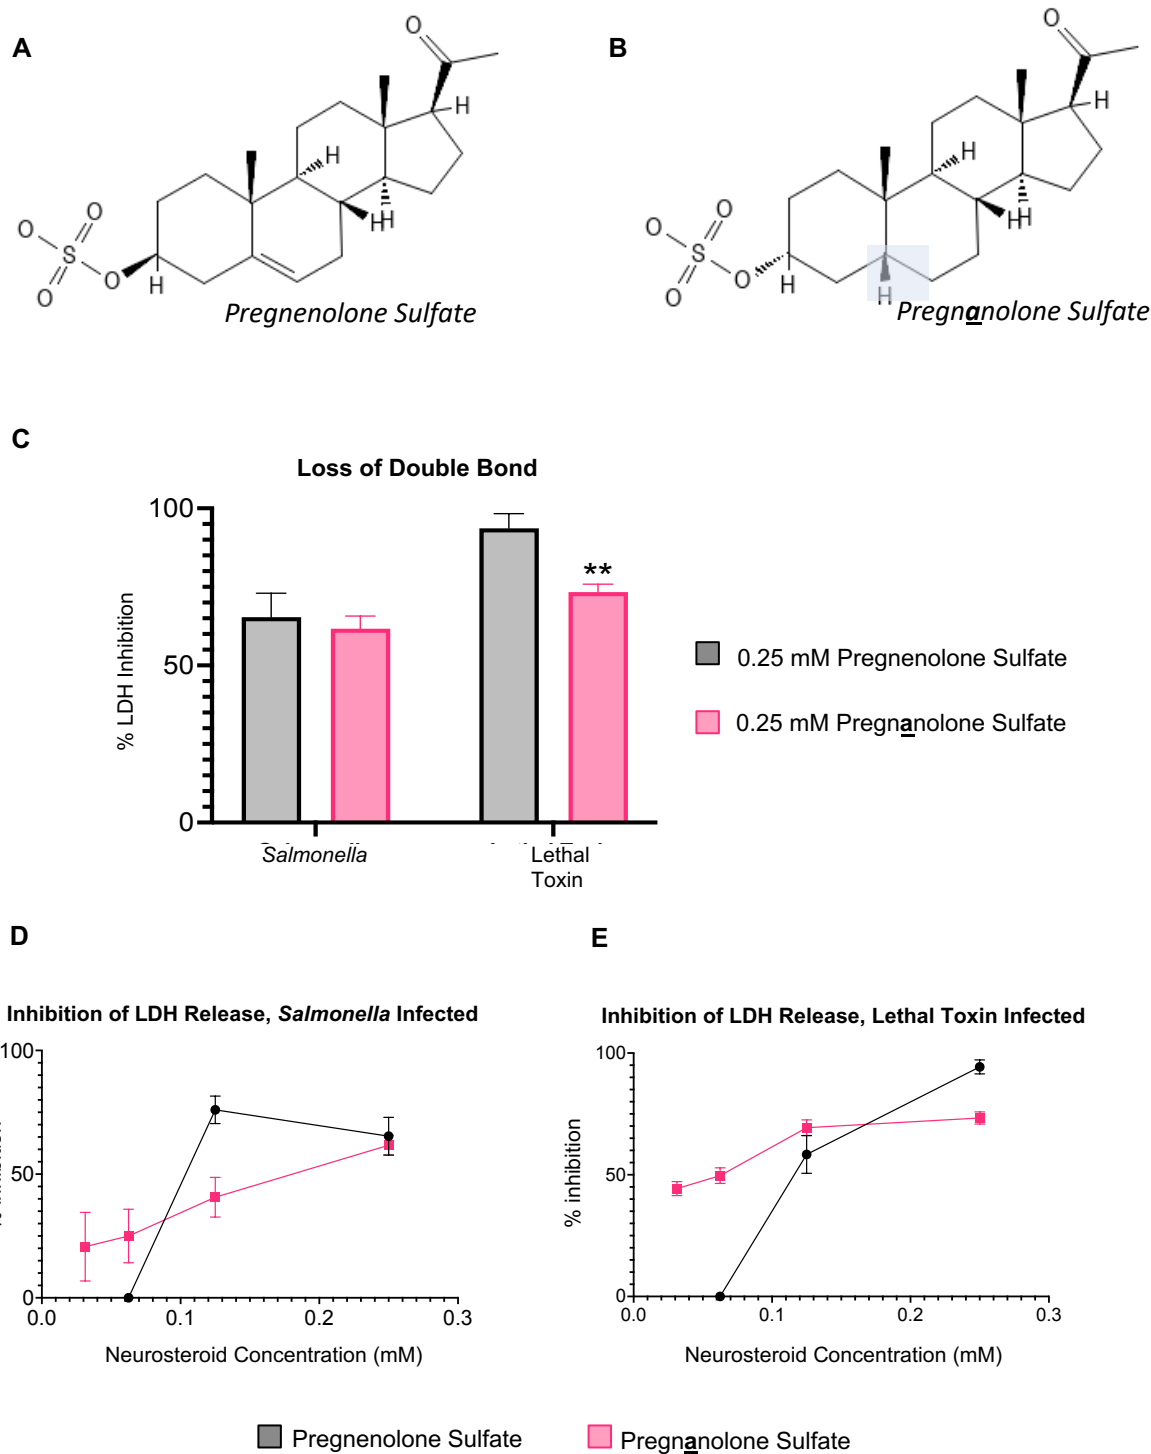 A
B
O
H
H
H H
O
O
S
O
O
H
Pregnenolone Sulfate
O
H
H
H H
O
O
S
O
O
H
H
Pregnanolone Sulfate
C
Loss of Double Bond
100
50
0
% LDH Inhibition
**
Salmonella
Lethal
Toxin
0.25 mM Pregnenolone Sulfate
0.25 mM Pregnanolone Sulfate
D
E
Inhibition of LDH Release, Salmonella Infected
100
50
0
0.0
0.1
0.2
0.3
Neurosteroid Concentration (mM)
Inhibition of LDH Release, Lethal Toxin Infected
100
50
0
% inhibition
0.0
0.1
0.2
0.3
Neurosteroid Concentration (mM)
Pregnenolone Sulfate
Pregnanolone Sulfate